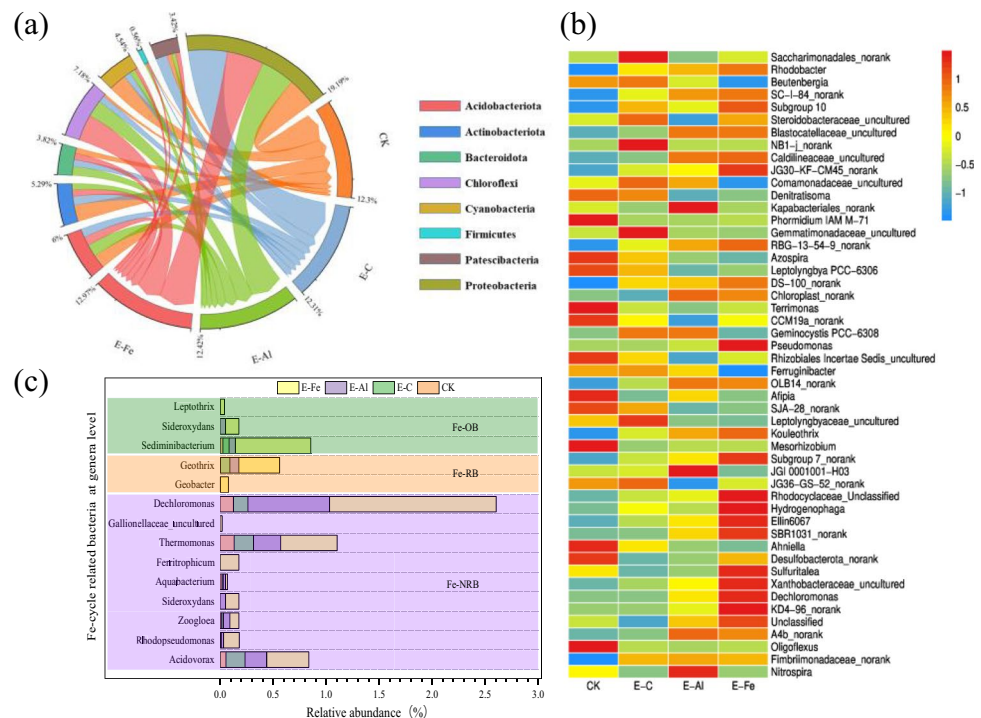 (a)
3.42%
0.56%
4.54%
7.18%
3.82%
5.29%
6%
12.97%
E-Fe
12.42%
E-Al
12.31%
E-C
12.3%
CK
19.19%
Acidobacteriota
Actinobacteriota
Bacteroidota
Chloroflexi
Cyanobacteria
Firmicutes
Patescibacteria
Proteobacteria
(b)
Saccharimonadales_norank
Rhodobacter
Beutenbergia
SC-I-84_norank
Subgroup 10
Steroidobacteraceae_uncultured
Blastocatellaceae_uncultured
NB1-j_norank
Caldilineaceae_uncultured
JG30-KF-CM45_norank
Comamonadaceae_uncultured
Denitratisoma
Kapabacteriales_norank
Phormidium IAM M-71
Gemmatimonadaceae_uncultured
RBG-13-54-9_norank
Azospira
Leptolyngbya PCC-6306
DS-100_norank
Chloroplast_norank
Terrimonas
CCM19a_norank
Geminocystis PCC-6308
Pseudomonas
Rhizobiales Incertae Sedis_uncultured
Ferruginibacter
OLB14_norank
Afipia
SJA-28_norank
Leptolyngbyaceae_uncultured
Kouleothrix
Mesorhizobium
Subgroup 7_norank
JGI 0001001-H03
JG36-GS-52_norank
Rhodocyclaceae_Unclassified
Hydrogenophaga
Ellin6067
SBR1031_norank
Ahniella
Desulfobacterota_norank
Sulfuritalea
Xanthobacteraceae_uncultured
Dechloromonas
KD4-96_norank
Unclassified
A4b_norank
Oligoflexus
Fimbriimonadaceae_norank
Nitrospira
CK E-C E-Al E-Fe
1
0.5
0
−0.5
−1
(c)
E-Fe E-Al E-C CK
Fe-cycle related bacteria at genera level
Leptothrix
Sideroxydans
Sediminibacterium
Geothrix
Geobacter
Dechloromonas
Gallionellaceae_uncultured
Thermomonas
Ferritrophicum
Aquabacterium
Sideroxydans
Zoogloea
Rhodopseudomonas
Acidovorax
Fe-OB
Fe-RB
Fe-NRB
0.0 0.5 1.0 1.5 2.0 2.5 3.0
Relative abundance (%)